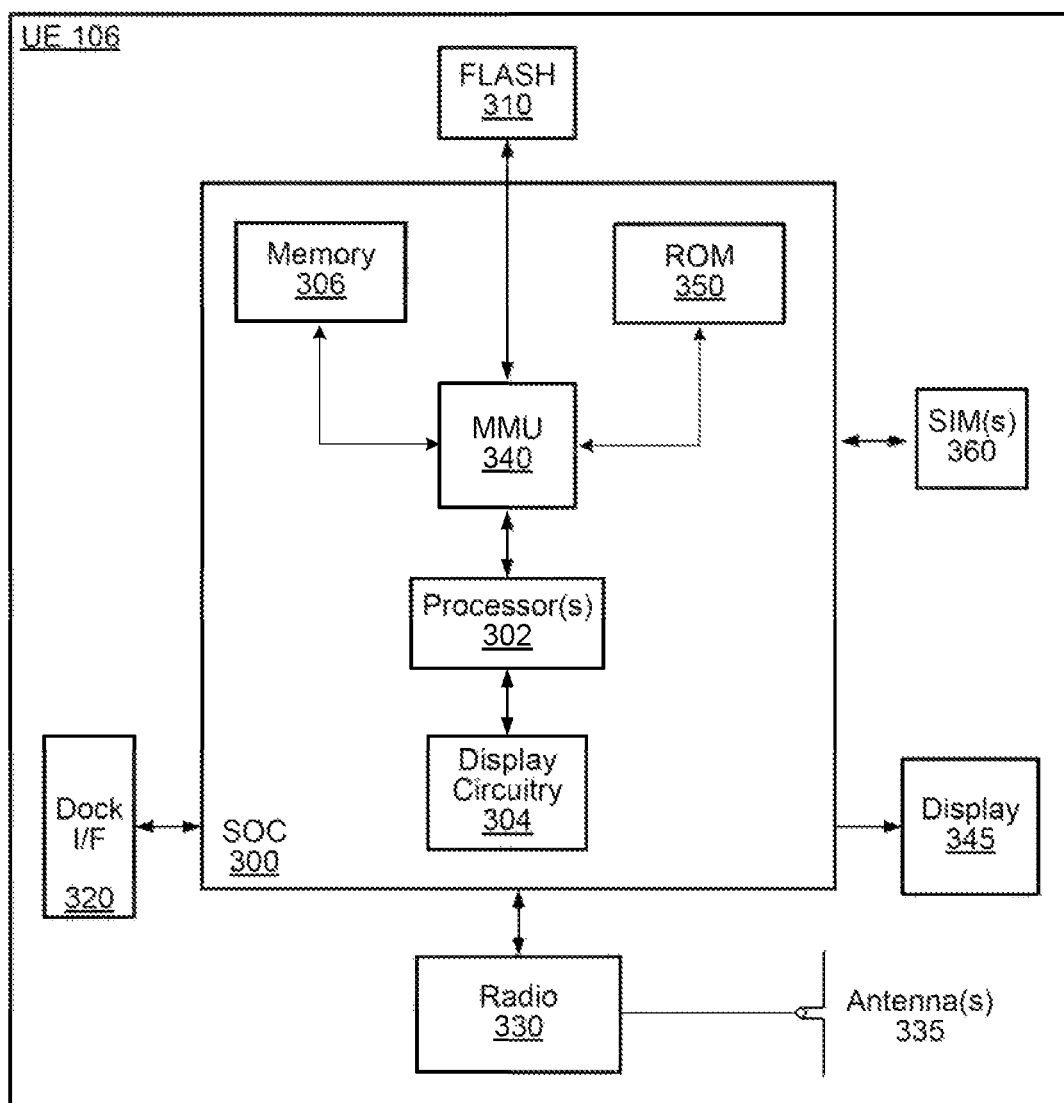 UE 106
FLASH
310
Memory
306
ROM
350
MMU
340
SIM(s)
360
Processor(s)
302
Display
Circuitry
304
Dock
I/F
320
SOC
300
Display
345
Radio
330
Antenna(s)
335